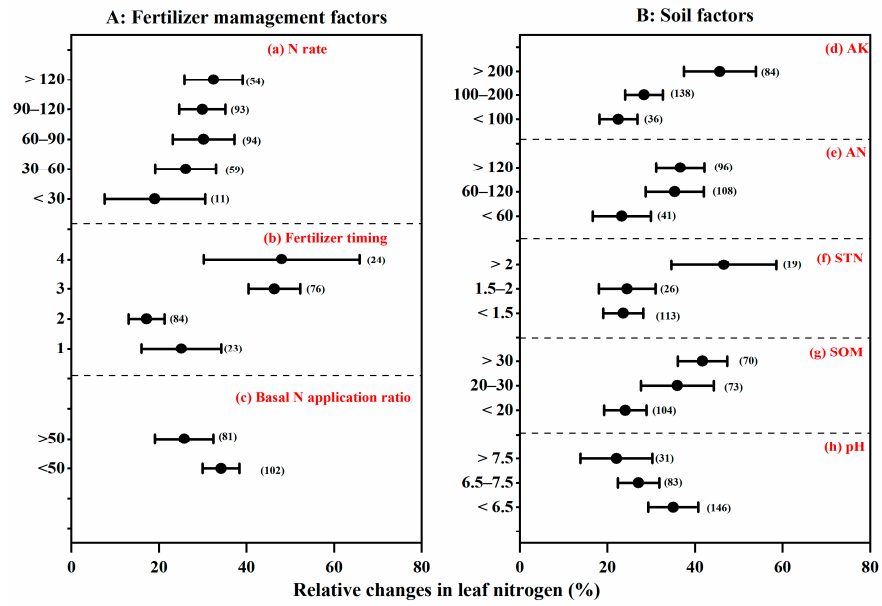 A: Fertilizer mamagement factors
(a) N rate
> 120 (54)
90–120 (93)
60–90 (94)
30–60 (59)
< 30 (11)
(b) Fertilizer timing
4 (24)
3 (76)
2 (84)
1 (23)
(c) Basal N application ratio
>50 (81)
<50 (102)
0 20 40 60 80
B: Soil factors
(d) AK
> 200 (84)
100–200 (138)
< 100 (36)
(e) AN
> 120 (96)
60–120 (108)
< 60 (41)
(f) STN
> 2 (19)
1.5–2 (26)
< 1.5 (113)
(g) SOM
> 30 (70)
20–30 (73)
< 20 (104)
(h) pH
> 7.5 (31)
6.5–7.5 (83)
< 6.5 (146)
0 20 40 60 80
Relative changes in leaf nitrogen (%)